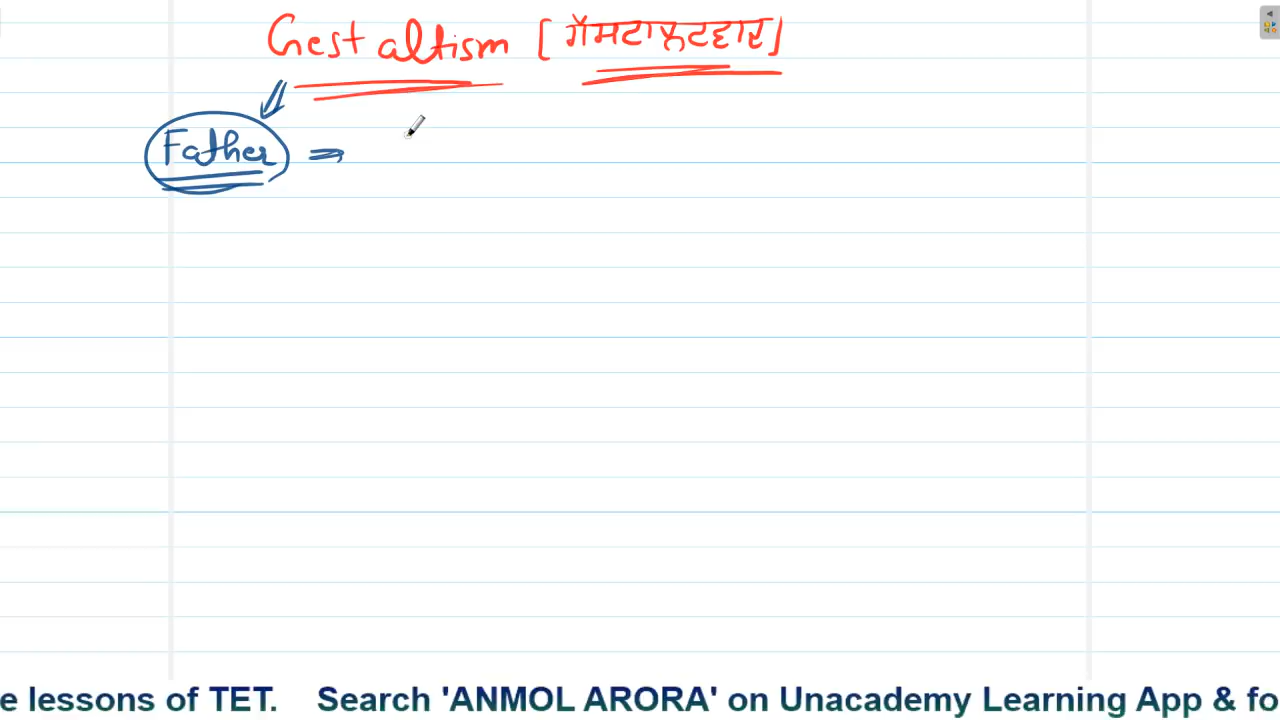 Gestaltism [ਗੈਸਟਾਲਟਵਾਦ]
Father ⇒
e lessons of TET. Search 'ANMOL ARORA' on Unacademy Learning App & fo